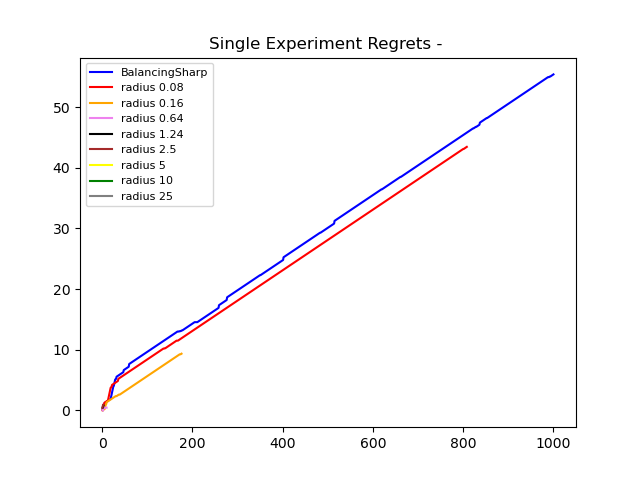 Single Experiment Regrets -
BalancingSharp
radius 0.08
radius 0.16
radius 0.64
radius 1.24
radius 2.5
radius 5
radius 10
radius 25
50
40
30
20
10
0
0 200 400 600 800 1000